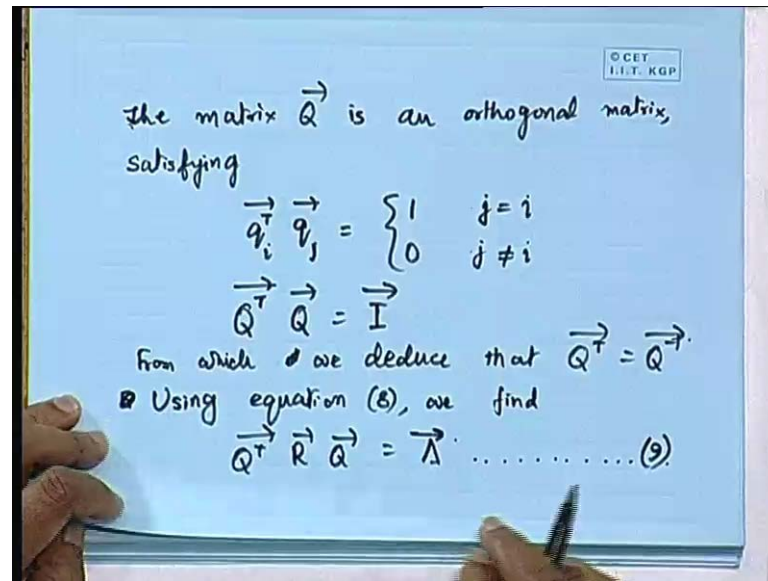 © CET
I.I.T. KGP
The matrix Q⃗ is an orthogonal matrix,
satisfying
q⃗ᵢᵀ q⃗ⱼ = { 1 j = i
0 j ≠ i
Q⃗ᵀ Q⃗ = I⃗
From which we deduce that Q⃗ᵀ = Q⃗⁻¹.
Using equation (8), we find
Q⃗ᵀ R⃗ Q⃗ = Λ⃗ ............(9).